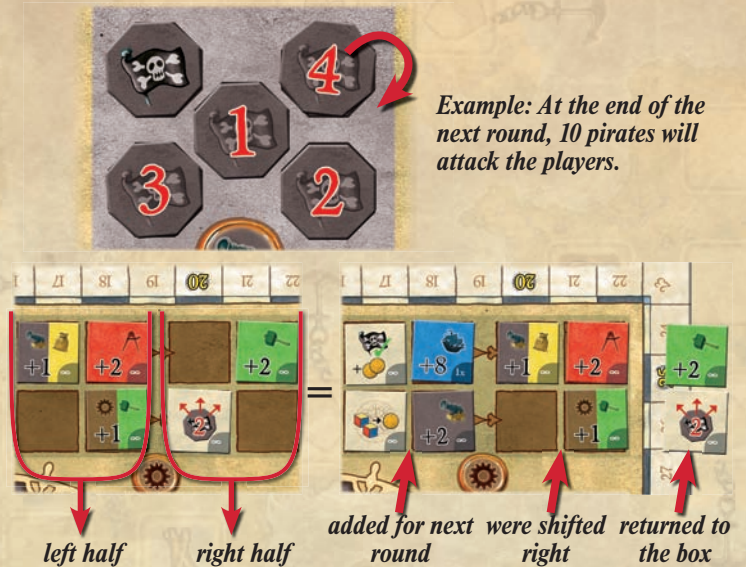 4
1
3
2
Example: At the end of the
next round, 10 pirates will
attack the players.
17 18 19 20 21 22
19 20 21 22 23
+1 +2 +2
+1 2
=
+ +8 1x +1 +2 +2
+2 +1 2
27
left half
right half
added for next
round
were shifted
right
returned to
the box